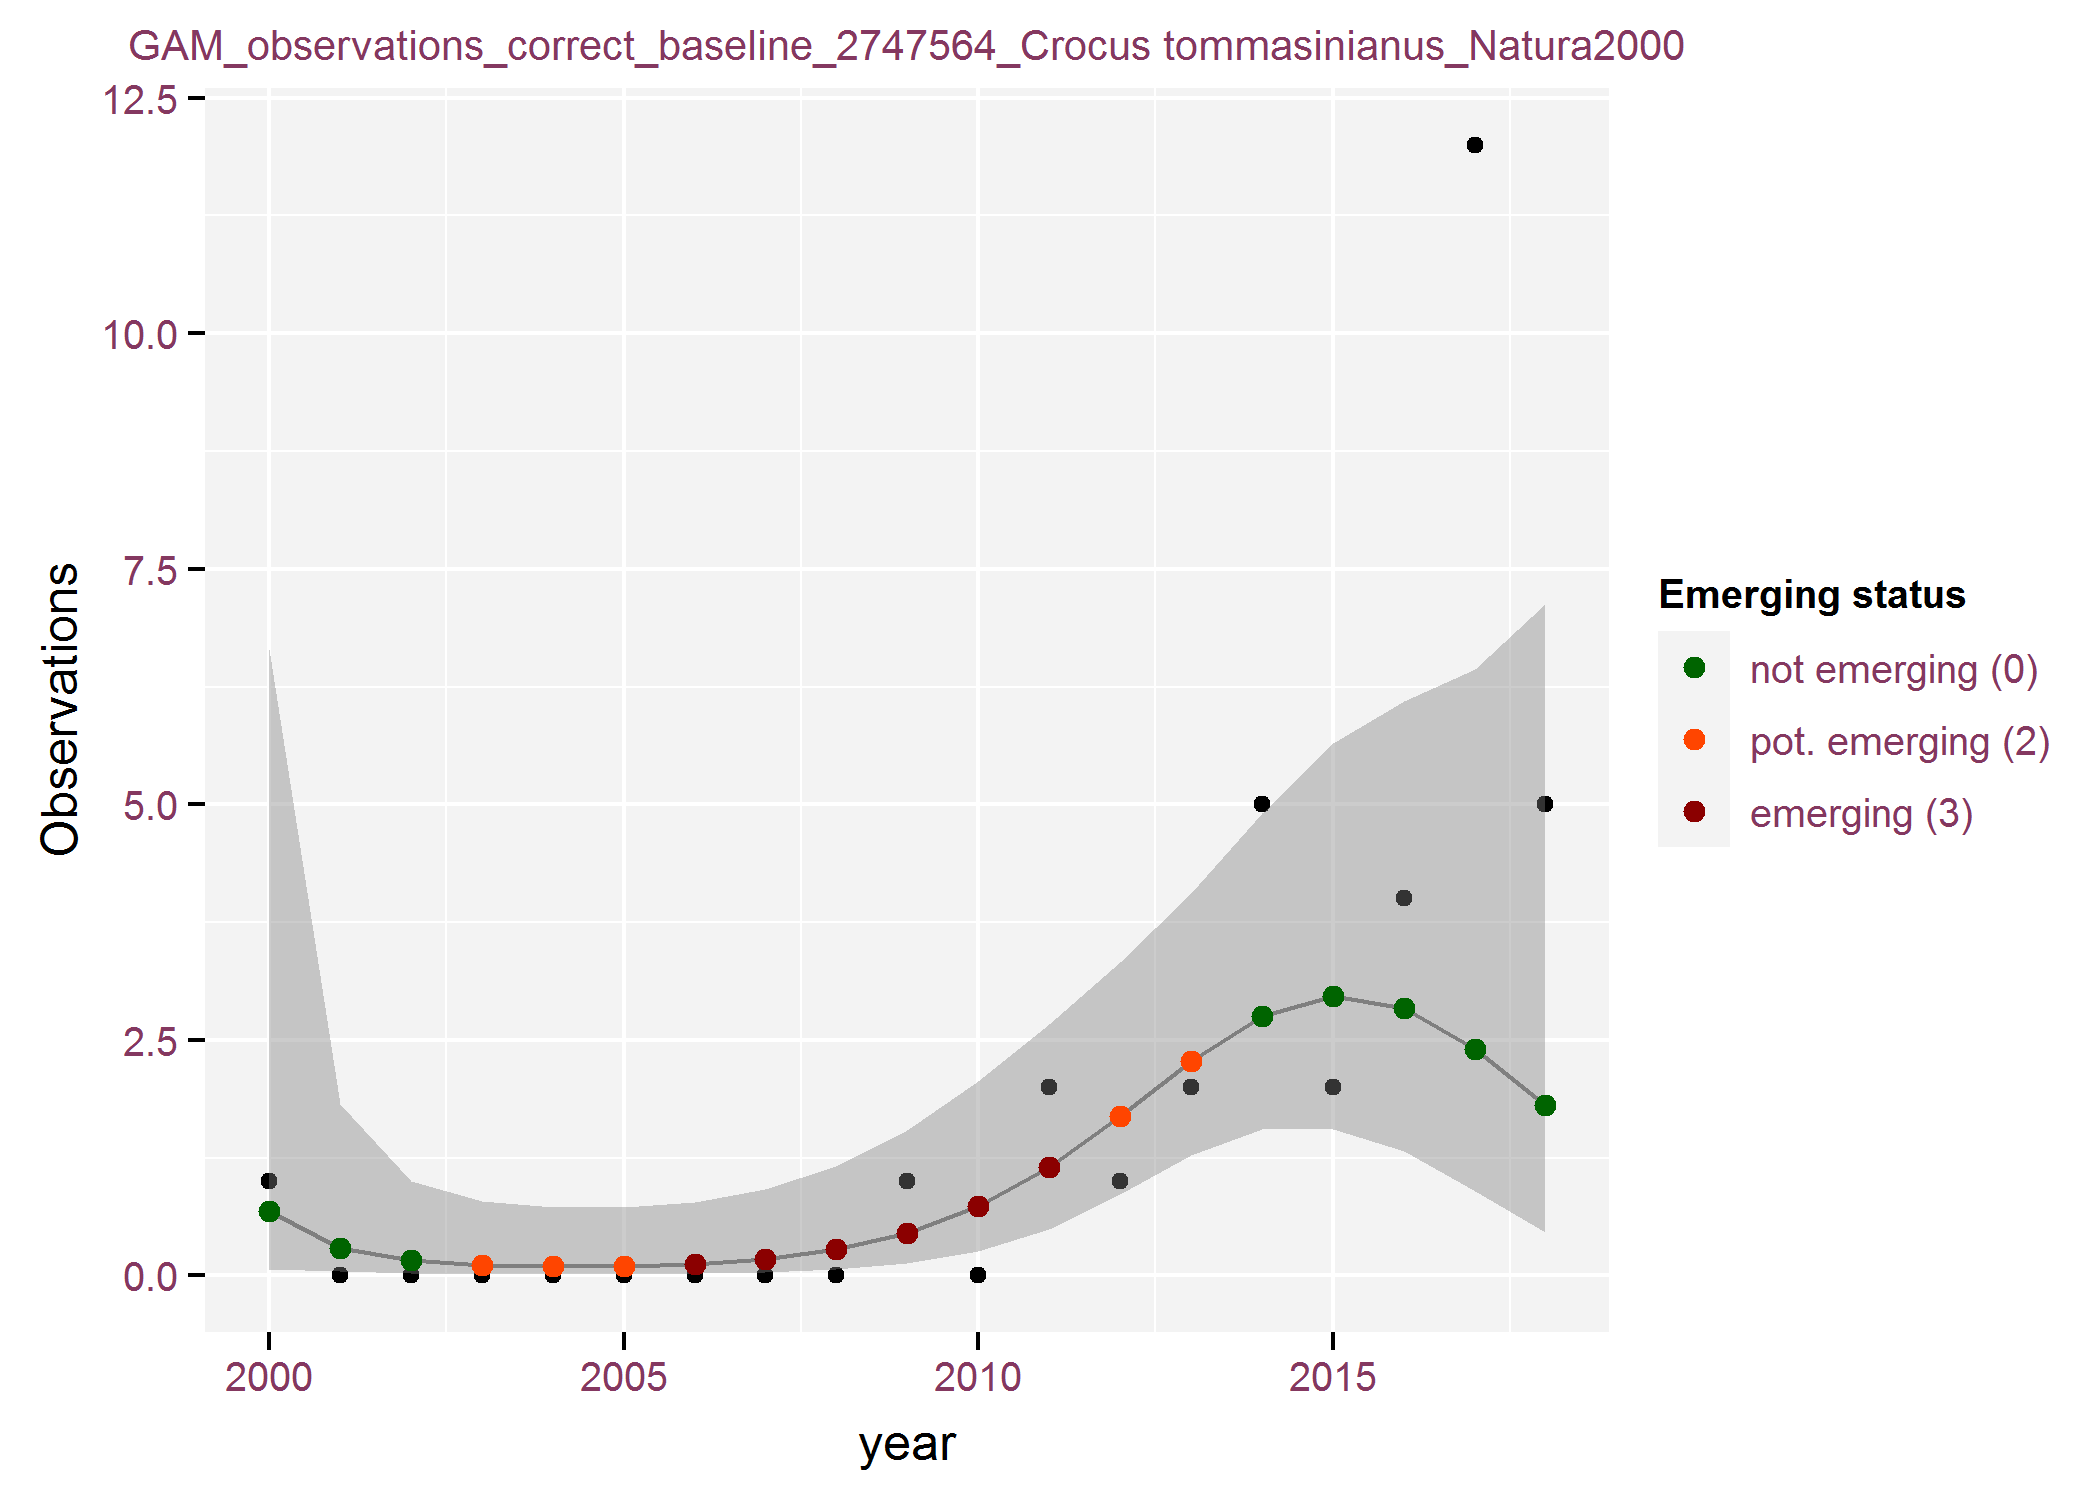 GAM_observations_correct_baseline_2747564_Crocus tommasinianus_Natura2000
12.5
10.0
7.5
5.0
2.5
0.0
Observations
2000
2005
2010
2015
year
Emerging status
not emerging (0)
pot. emerging (2)
emerging (3)